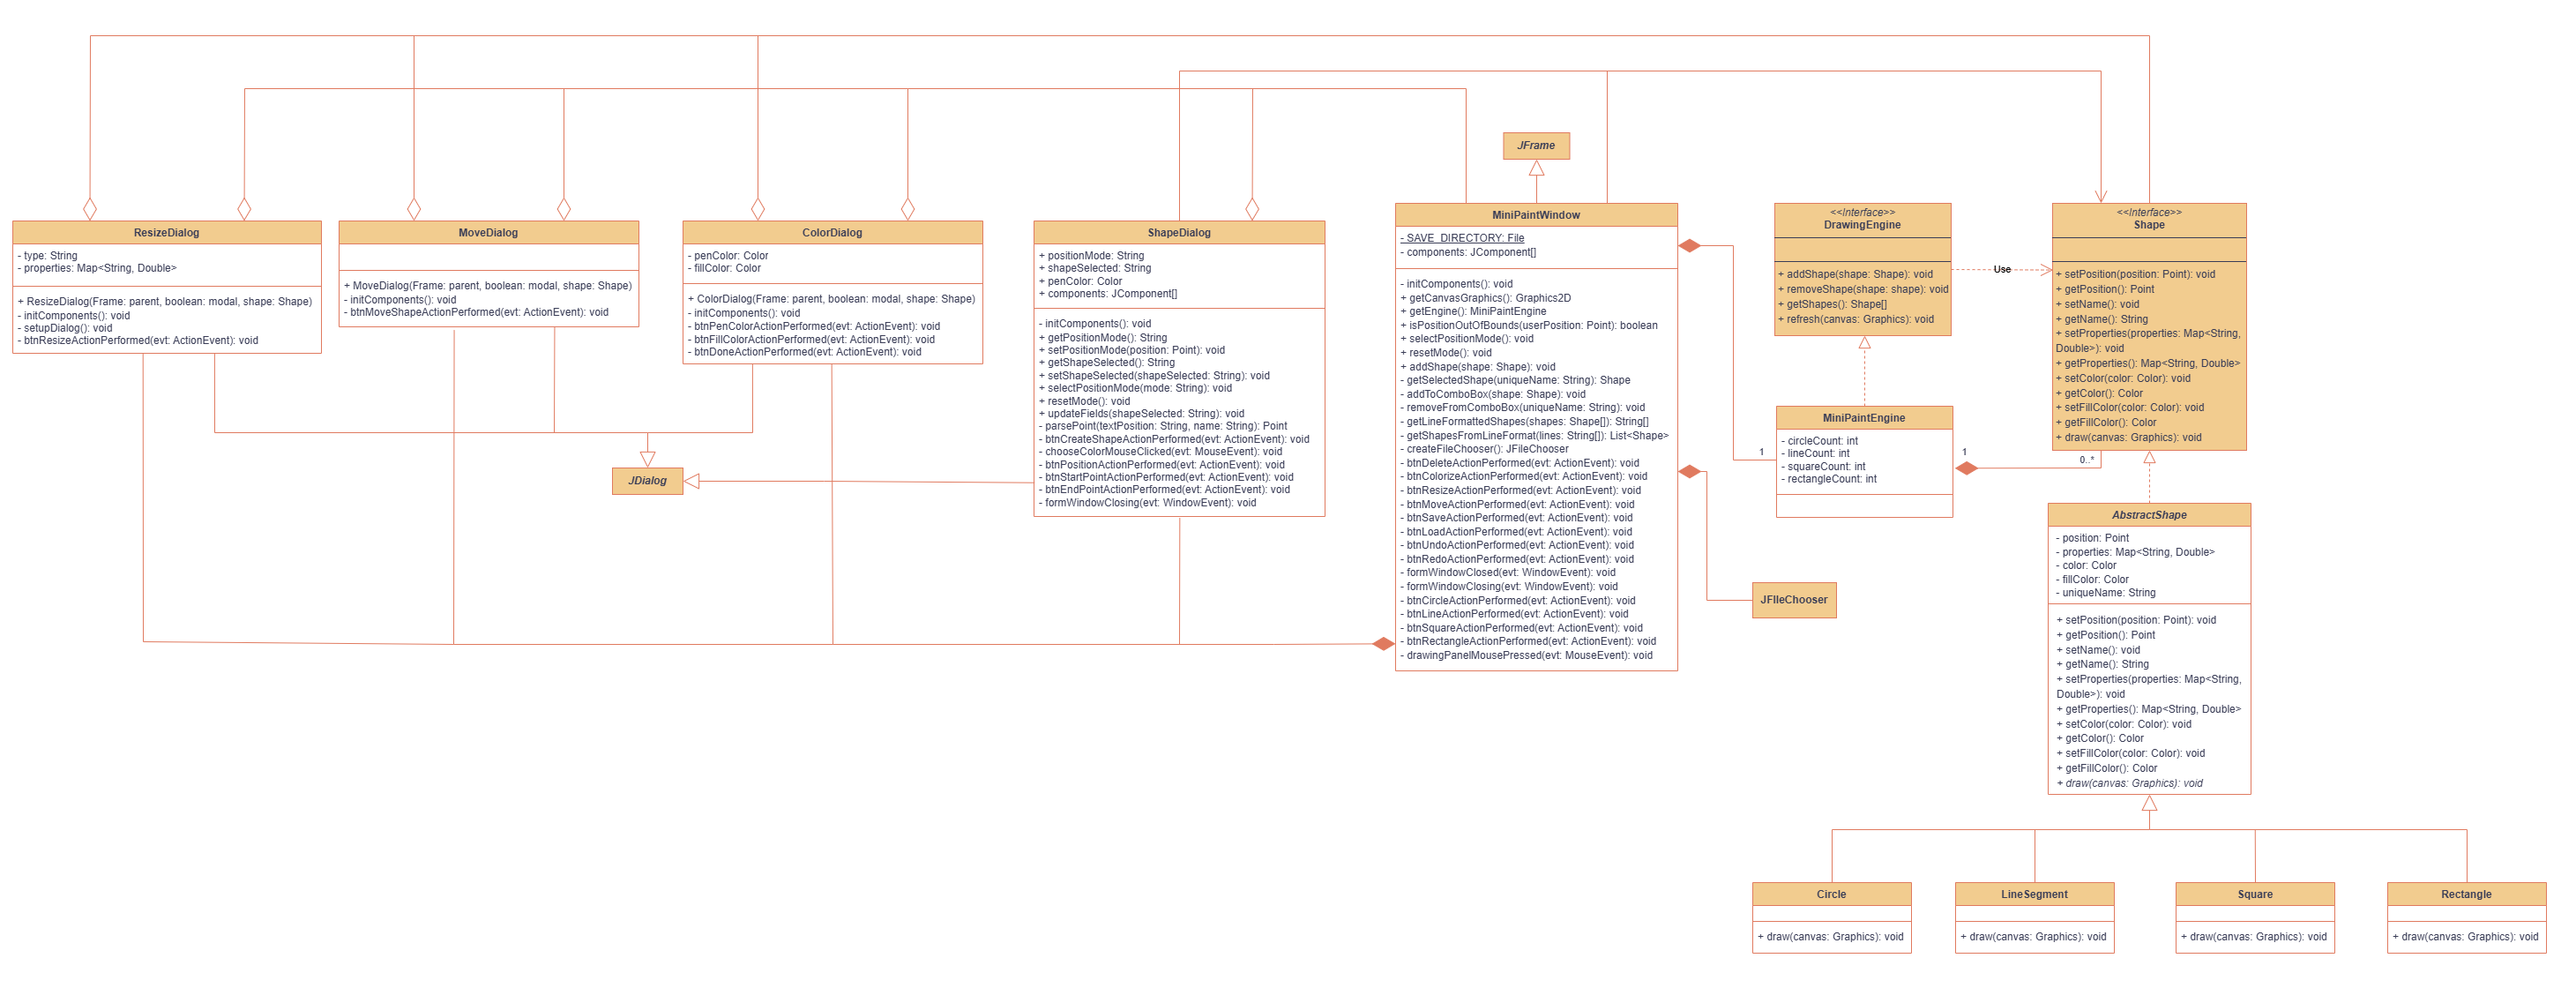 JFrame
ResizeDialog
- type: String
- properties: Map<String, Double>
+ ResizeDialog(Frame: parent, boolean: modal, shape: Shape)
- initComponents(): void
- setupDialog(): void
- btnResizeActionPerformed(evt: ActionEvent): void
MoveDialog
+ MoveDialog(Frame: parent, boolean: modal, shape: Shape)
- initComponents(): void
- btnMoveShapeActionPerformed(evt: ActionEvent): void
ColorDialog
- penColor: Color
- fillColor: Color
+ ColorDialog(Frame: parent, boolean: modal, shape: Shape)
- initComponents(): void
- btnPenColorActionPerformed(evt: ActionEvent): void
- btnFillColorActionPerformed(evt: ActionEvent): void
- btnDoneActionPerformed(evt: ActionEvent): void
JDialog
ShapeDialog
+ positionMode: String
+ shapeSelected: String
+ penColor: Color
+ components: JComponent[]
- initComponents(): void
+ getPositionMode(): String
+ setPositionMode(position: Point): void
+ getShapeSelected(): String
+ setShapeSelected(shapeSelected: String): void
+ selectPositionMode(mode: String): void
+ resetMode(): void
+ updateFields(shapeSelected: String): void
- parsePoint(textPosition: String, name: String): Point
- btnCreateShapeActionPerformed(evt: ActionEvent): void
- chooseColorMouseClicked(evt: MouseEvent): void
- btnPositionActionPerformed(evt: ActionEvent): void
- btnStartPointActionPerformed(evt: ActionEvent): void
- btnEndPointActionPerformed(evt: ActionEvent): void
- formWindowClosing(evt: WindowEvent): void
MiniPaintWindow
- SAVE_DIRECTORY: File
- components: JComponent[]
- initComponents(): void
+ getCanvasGraphics(): Graphics2D
+ getEngine(): MiniPaintEngine
+ isPositionOutOfBounds(userPosition: Point): boolean
+ selectPositionMode(): void
+ resetMode(): void
+ addShape(shape: Shape): void
- getSelectedShape(uniqueName: String): Shape
- addToComboBox(shape: Shape): void
- removeFromComboBox(uniqueName: String): void
- getLineFormattedShapes(shapes: Shape[]): String[]
- getShapesFromLineFormat(lines: String[]): List<Shape>
- createFileChooser(): JFileChooser
- btnDeleteActionPerformed(evt: ActionEvent): void
- btnColorizeActionPerformed(evt: ActionEvent): void
- btnResizeActionPerformed(evt: ActionEvent): void
- btnMoveActionPerformed(evt: ActionEvent): void
- btnSaveActionPerformed(evt: ActionEvent): void
- btnLoadActionPerformed(evt: ActionEvent): void
- btnUndoActionPerformed(evt: ActionEvent): void
- btnRedoActionPerformed(evt: ActionEvent): void
- formWindowClosed(evt: WindowEvent): void
- formWindowClosing(evt: WindowEvent): void
- btnCircleActionPerformed(evt: ActionEvent): void
- btnLineActionPerformed(evt: ActionEvent): void
- btnSquareActionPerformed(evt: ActionEvent): void
- btnRectangleActionPerformed(evt: ActionEvent): void
- drawingPanelMousePressed(evt: MouseEvent): void
<<Interface>>
DrawingEngine
+ addShape(shape: Shape): void
+ removeShape(shape: shape): void
+ getShapes(): Shape[]
+ refresh(canvas: Graphics): void
Use
<<Interface>>
Shape
+ setPosition(position: Point): void
+ getPosition(): Point
+ setName(): void
+ getName(): String
+ setProperties(properties: Map<String,
Double>): void
+ getProperties(): Map<String, Double>
+ setColor(color: Color): void
+ getColor(): Color
+ setFillColor(color: Color): void
+ getFillColor(): Color
+ draw(canvas: Graphics): void
1
MiniPaintEngine
- circleCount: int
- lineCount: int
- squareCount: int
- rectangleCount: int
1
0..*
JFIleChooser
AbstractShape
- position: Point
- properties: Map<String, Double>
- color: Color
- fillColor: Color
- uniqueName: String
+ setPosition(position: Point): void
+ getPosition(): Point
+ setName(): void
+ getName(): String
+ setProperties(properties: Map<String,
Double>): void
+ getProperties(): Map<String, Double>
+ setColor(color: Color): void
+ getColor(): Color
+ setFillColor(color: Color): void
+ getFillColor(): Color
+ draw(canvas: Graphics): void
Circle
+ draw(canvas: Graphics): void
LineSegment
+ draw(canvas: Graphics): void
Square
+ draw(canvas: Graphics): void
Rectangle
+ draw(canvas: Graphics): void